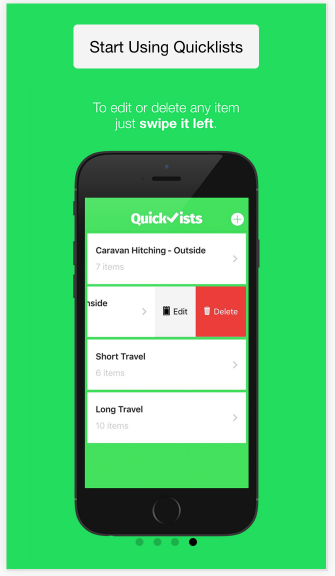 Start Using Quicklists
To edit or delete any item
just swipe it left.
Quicklists
Caravan Hitching - Outside
7 items
nside
Edit
Delete
Short Travel
6 items
Long Travel
10 items